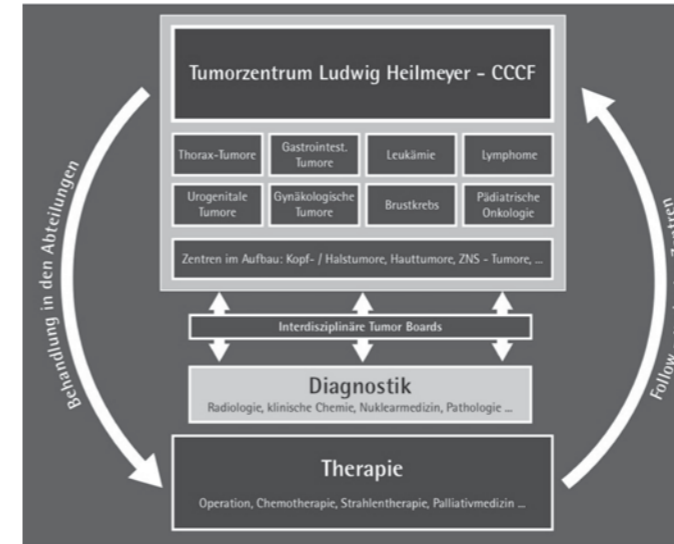 Tumorzentrum Ludwig Heilmeyer - CCCF
Thorax-Tumore
Gastrointest.
Tumore
Leukämie
Lymphome
Urogenitale
Tumore
Gynäkologische
Tumore
Brustkrebs
Pädiatrische
Onkologie
Zentren im Aufbau: Kopf- / Halstumore, Hauttumore, ZNS - Tumore, ...
Interdisziplinäre Tumor Boards
Diagnostik
Radiologie, klinische Chemie, Nuklearmedizin, Pathologie ...
Therapie
Operation, Chemotherapie, Strahlentherapie, Palliativmedizin ...
Behandlung in den Abteilungen
Follow